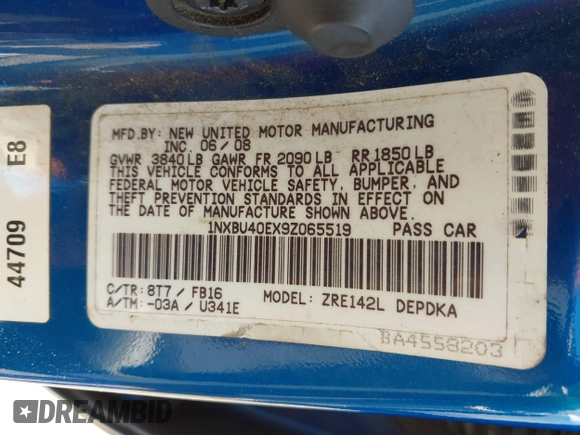 MFD.BY: NEW UNITED MOTOR MANUFACTURING
INC. 06/08
GVWR 3840LB GAWR FR 2090LB RR 1850LB
THIS VEHICLE CONFORMS TO ALL APPLICABLE
FEDERAL MOTOR VEHICLE SAFETY, BUMPER, AND
THEFT PREVENTION STANDARDS IN EFFECT ON
THE DATE OF MANUFACTURE SHOWN ABOVE.
1NXBU40EX9Z065519 PASS CAR
C/TR: 8T7 / FB16
A/TM: -03A / U341E
MODEL: ZRE142L DEPDKA
BA4558203
44709 E8
DREAMBID